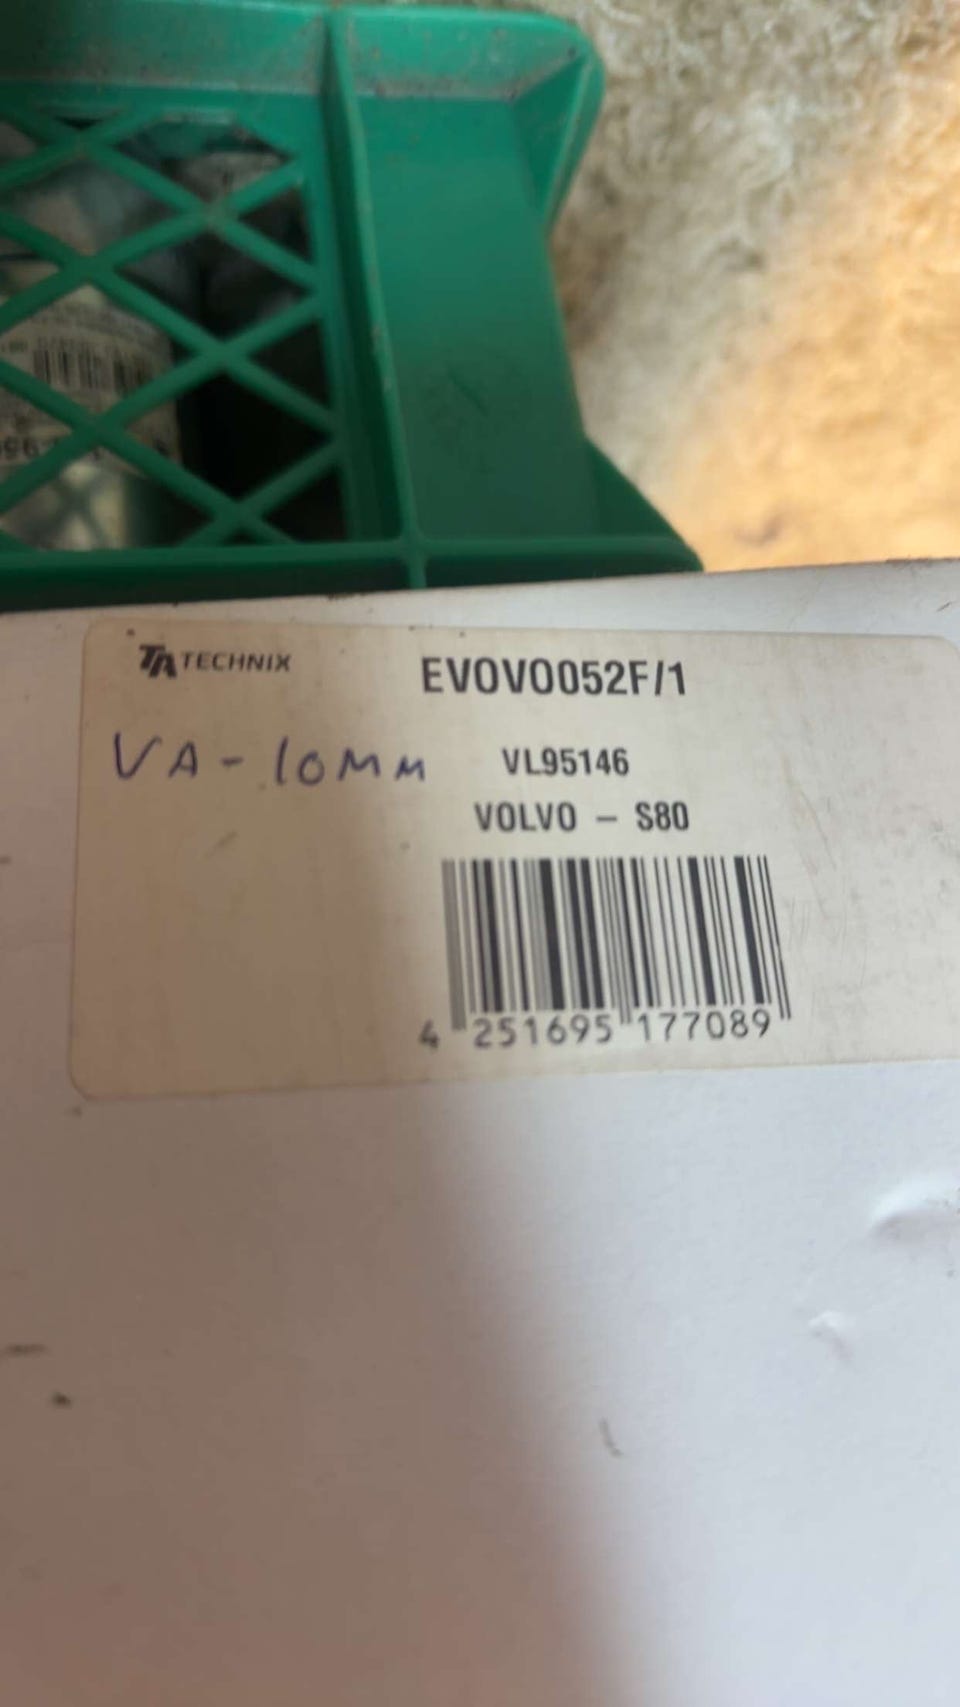 TA TECHNIX
EVOVO052F/1
VA - 10MM
VL95146
VOLVO – S80
4 251695 177089